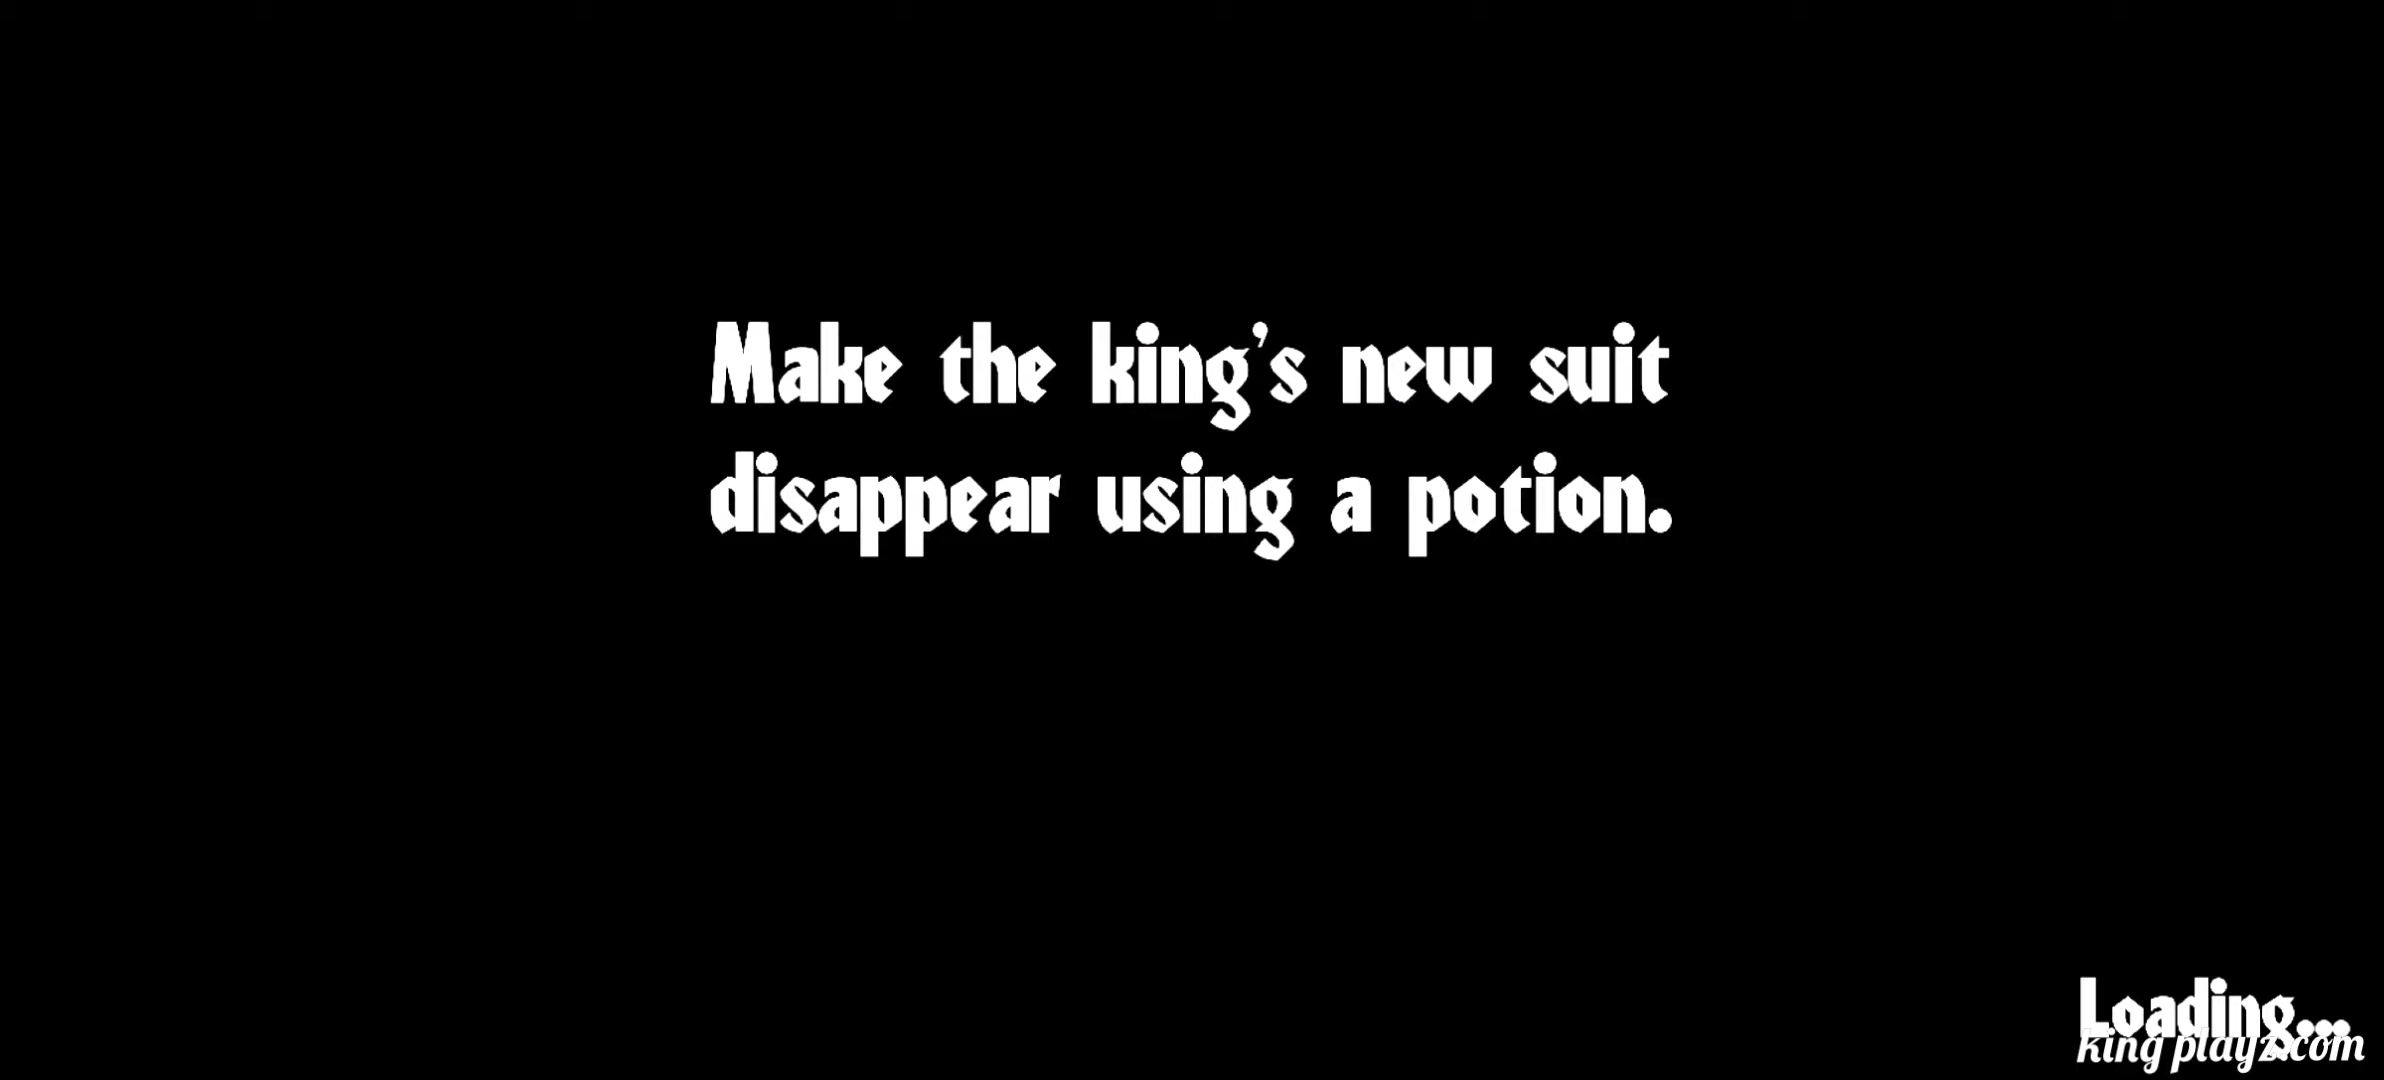 Make the king's new suit
disappear using a potion.
Loading...
king playz.com